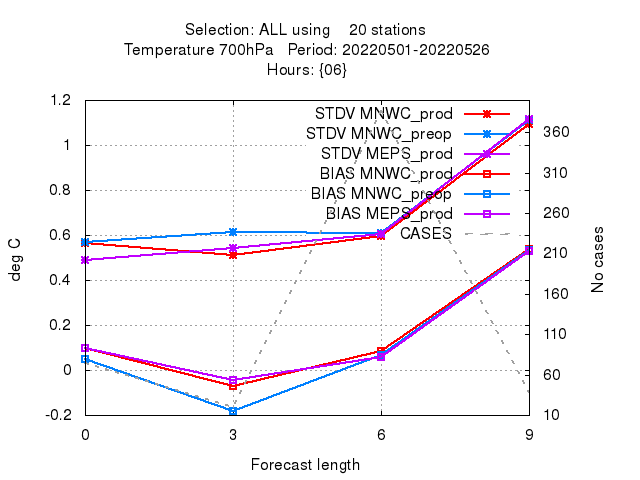 Selection: ALL using    20 stations
Temperature 700hPa   Period: 20220501-20220526
Hours: {06}
1.2
1
0.8
0.6
0.4
0.2
0
-0.2
deg C
STDV MNWC_prod
STDV MNWC_preop
STDV MEPS_prod
BIAS MNWC_prod
BIAS MNWC_preop
BIAS MEPS_prod
CASES
360
310
260
210
160
110
60
10
No cases
0 3 6 9
Forecast length